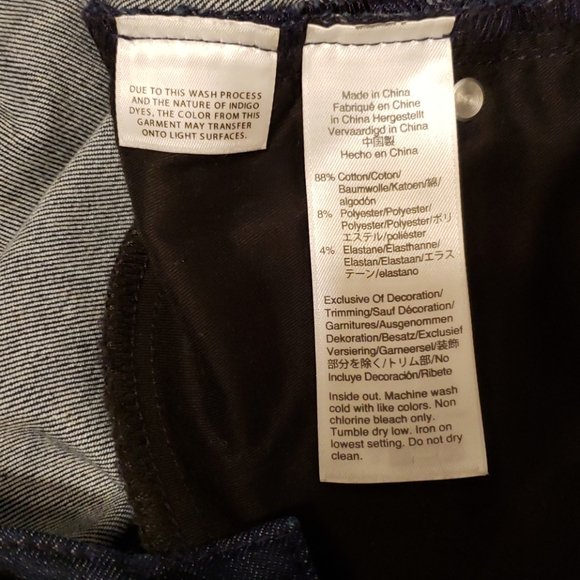 DUE TO THIS WASH PROCESS
AND THE NATURE OF INDIGO
DYES, THE COLOR FROM THIS
GARMENT MAY TRANSFER
ONTO LIGHT SURFACES.
Made in China
Fabriqué en Chine
in China Hergestellt
Vervaardigd in China
中国製
Hecho en China
88% Cotton/Coton/
Baumwolle/Katoen/綿/
algodón
8% Polyester/Polyester/
Polyester/Polyester/ポリ
エステル/poliéster
4% Elastane/Élasthanne/
Elastan/Elastaan/エラス
テーン/elastano
Exclusive Of Decoration/
Trimming/Sauf Décoration/
Garnitures/Ausgenommen
Dekoration/Besatz/Exclusief
Versiering/Garneersel/装飾
部分を除く/トリム部/No
Incluye Decoración/Ribete
Inside out. Machine wash
cold with like colors. Non
chlorine bleach only.
Tumble dry low. Iron on
lowest setting. Do not dry
clean.